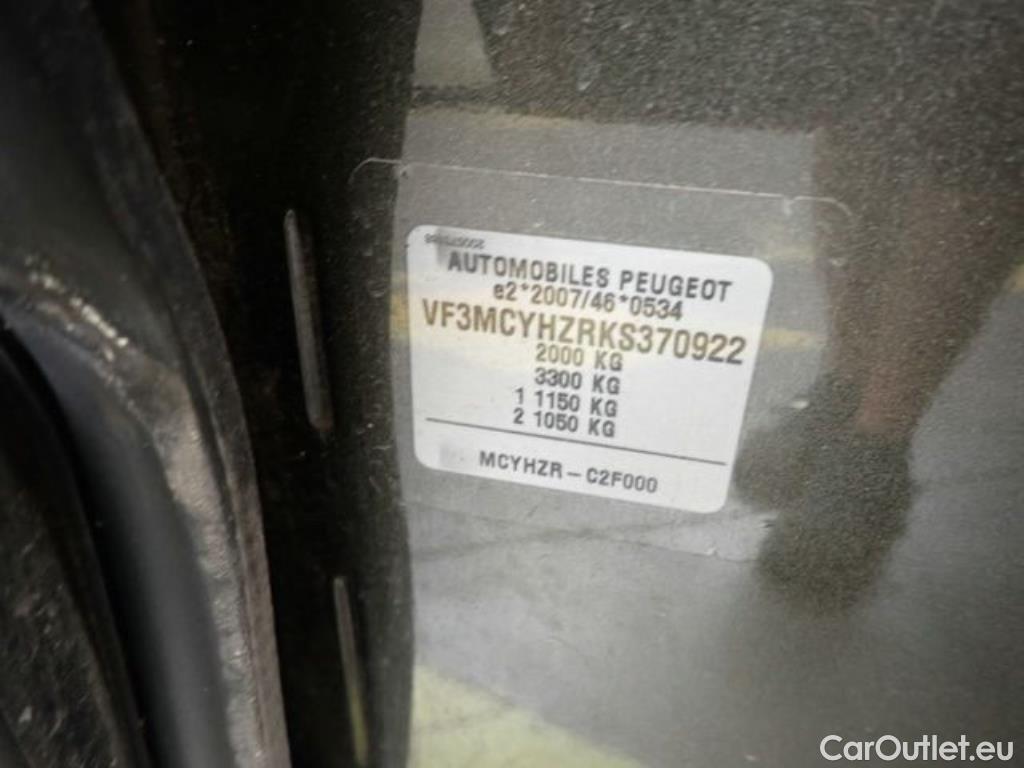 AUTOMOBILES PEUGEOT
e2*2007/46*0534
VF3MCYHZRKS370922
2000 KG
3300 KG
1 1150 KG
2 1050 KG
MCYHZR - C2F000
CarOutlet.eu